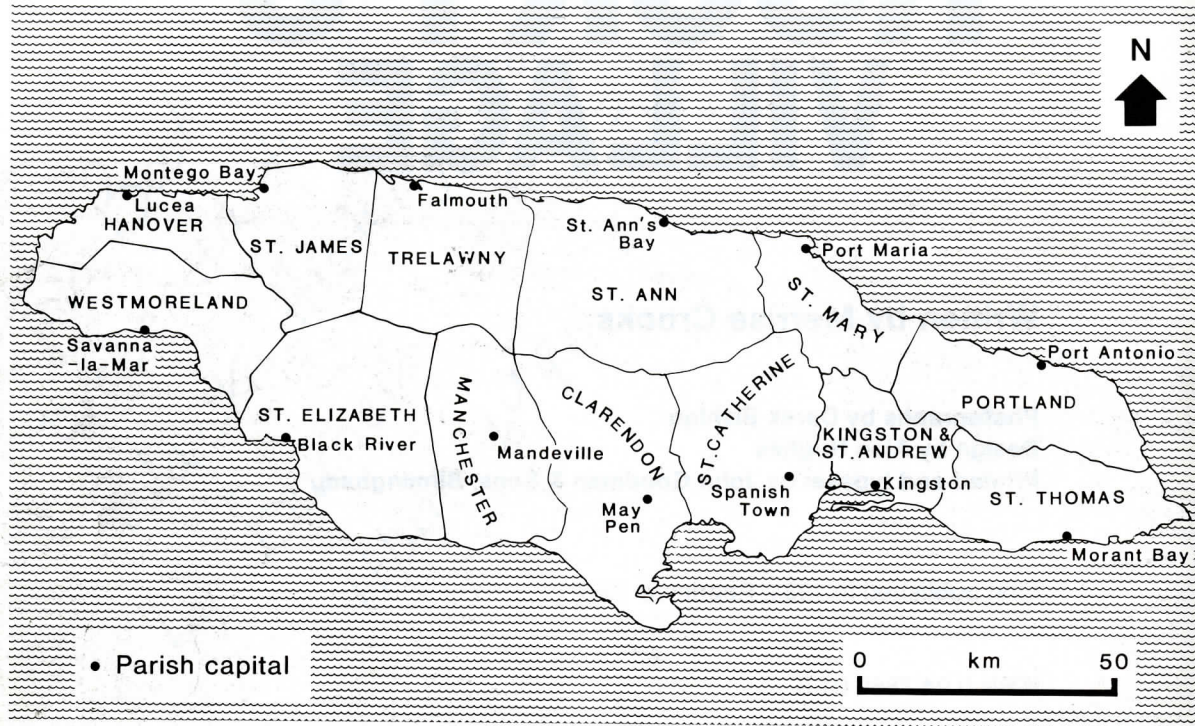 N
Montego Bay
Lucea
HANOVER
ST. JAMES
Falmouth
TRELAWNY
St. Ann's
Bay
ST. ANN
Port Maria
ST. MARY
WESTMORELAND
Savanna
-la-Mar
Port Antonio
PORTLAND
ST. ELIZABETH
Black River
MANCHESTER
Mandeville
CLARENDON
May
Pen
ST. CATHERINE
Spanish
Town
KINGSTON &
ST. ANDREW
Kingston
ST. THOMAS
Morant Bay
• Parish capital
0 km 50